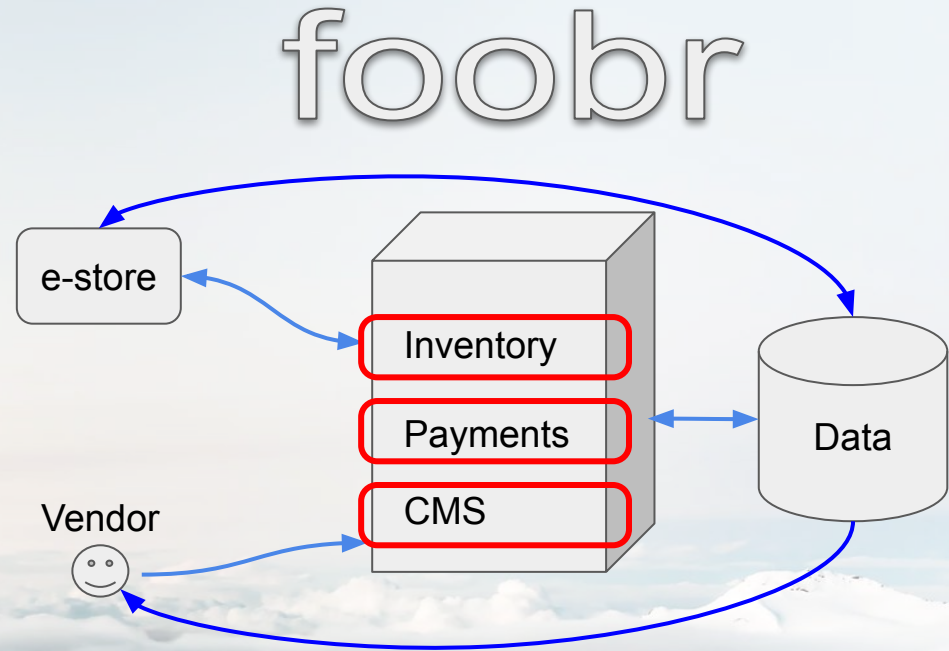 foobr
e-store
Inventory
Payments
Data
CMS
Vendor